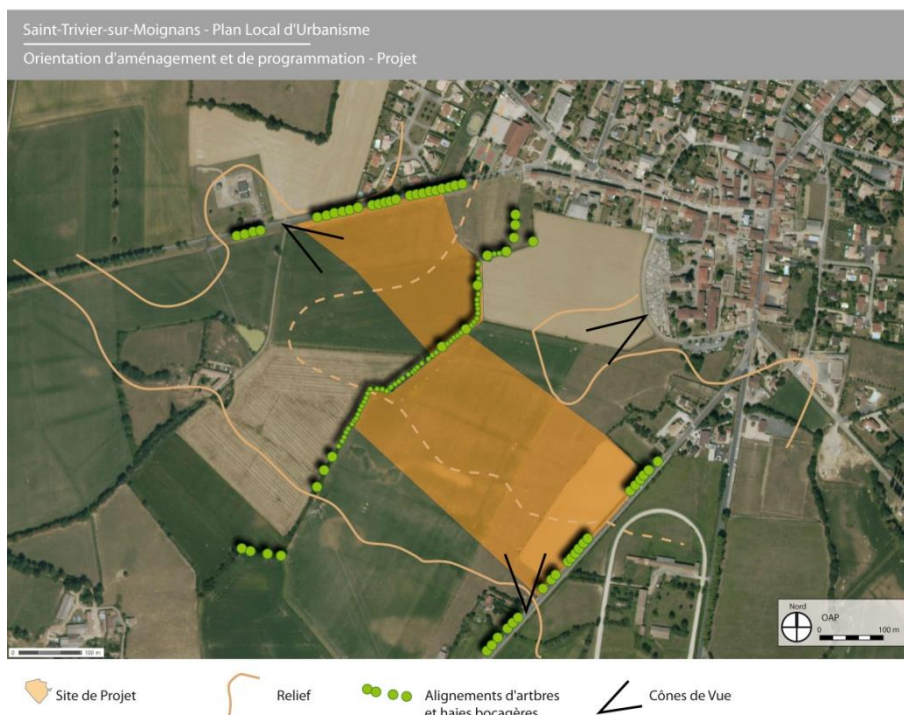 Saint-Trivier-sur-Moignans - Plan Local d'Urbanisme
Orientation d'aménagement et de programmation - Projet
Nord
OAP
0 100 m
0 100 m
Site de Projet
Relief
Alignements d'artbres
et haies bocagères
Cônes de Vue